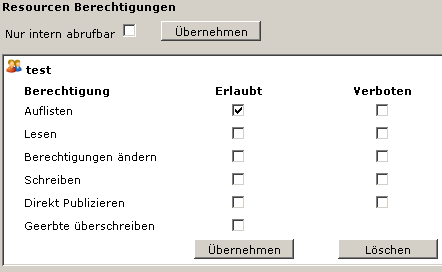 Resourcen Berechtigungen
Nur intern abrufbar Übernehmen
test
Berechtigung Erlaubt Verboten
Auflisten
Lesen
Berechtigungen ändern
Schreiben
Direkt Publizieren
Geerbte überschreiben
Übernehmen Löschen